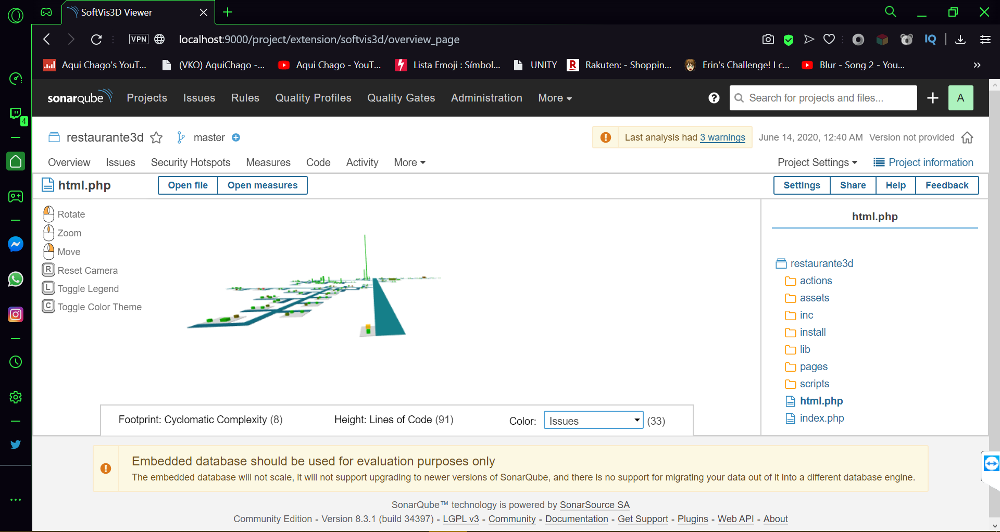 SoftVis3D Viewer
VPN localhost:9000/project/extension/softvis3d/overview_page IQ
Aqui Chago's YouT... (VKO) AquiChago -... Aqui Chago - YouT... Lista Emoji : Símbol... UNITY R Rakuten: - Shoppin... Erin's Challenge! I c... Blur - Song 2 - You... »
4
sonarqube Projects Issues Rules Quality Profiles Quality Gates Administration More ? Search for projects and files... + A
restaurante3d master Last analysis had 3 warnings June 14, 2020, 12:40 AM Version not provided
Overview Issues Security Hotspots Measures Code Activity More Project Settings Project information
html.php Open file Open measures Settings Share Help Feedback
Rotate
Zoom
Move
R Reset Camera
L Toggle Legend
C Toggle Color Theme
html.php
restaurante3d
actions
assets
inc
install
lib
pages
scripts
html.php
index.php
Footprint: Cyclomatic Complexity (8) Height: Lines of Code (91) Color: Issues (33)
Embedded database should be used for evaluation purposes only
The embedded database will not scale, it will not support upgrading to newer versions of SonarQube, and there is no support for migrating your data out of it into a different database engine.
SonarQube™ technology is powered by SonarSource SA
Community Edition - Version 8.3.1 (build 34397) - LGPL v3 - Community - Documentation - Get Support - Plugins - Web API - About